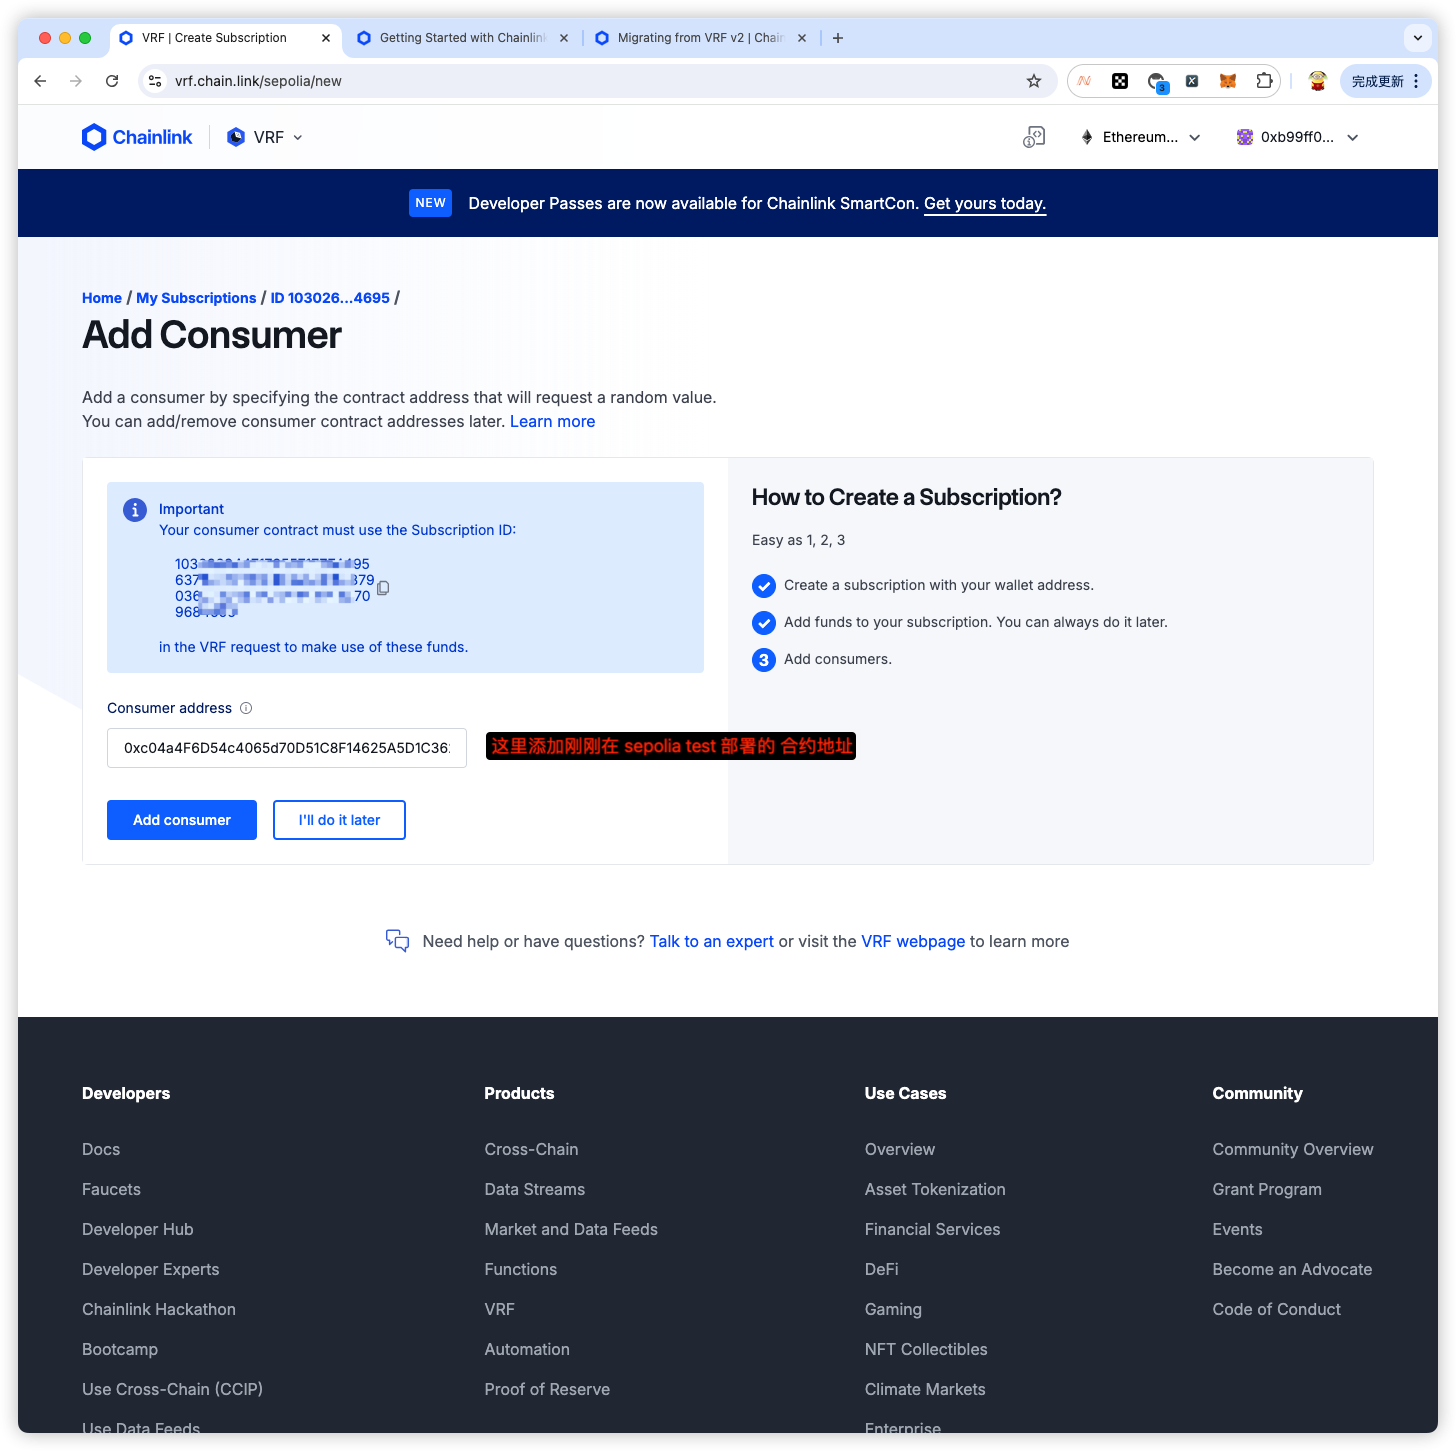 VRF | Create Subscription
Getting Started with Chainlin
Migrating from VRF v2 | Chain
vrf.chain.link/sepolia/new
3
完成更新
Chainlink
VRF
Ethereum...
0xb99ff0...
NEW
Developer Passes are now available for Chainlink SmartCon. Get yours today.
Home / My Subscriptions / ID 103026...4695 /
Add Consumer
Add a consumer by specifying the contract address that will request a random value.
You can add/remove consumer contract addresses later. Learn more
Important
Your consumer contract must use the Subscription ID:
in the VRF request to make use of these funds.
Consumer address
0xc04a4F6D54c4065d70D51C8F14625A5D1C36
这里添加刚刚在 sepolia test 部署的 合约地址
Add consumer
I'll do it later
How to Create a Subscription?
Easy as 1, 2, 3
Create a subscription with your wallet address.
Add funds to your subscription. You can always do it later.
3 Add consumers.
Need help or have questions? Talk to an expert or visit the VRF webpage to learn more
Developers
Docs
Faucets
Developer Hub
Developer Experts
Chainlink Hackathon
Bootcamp
Use Cross-Chain (CCIP)
Use Data Feeds
Products
Cross-Chain
Data Streams
Market and Data Feeds
Functions
VRF
Automation
Proof of Reserve
Use Cases
Overview
Asset Tokenization
Financial Services
DeFi
Gaming
NFT Collectibles
Climate Markets
Enterprise
Community
Community Overview
Grant Program
Events
Become an Advocate
Code of Conduct